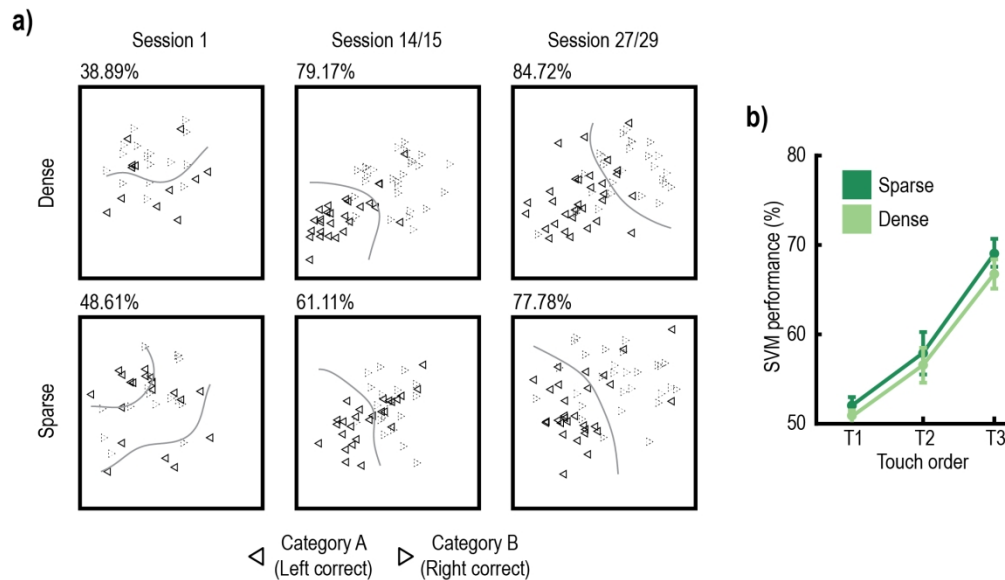 a)
Session 1
Session 14/15
Session 27/29
38.89%
79.17%
84.72%
Dense
48.61%
61.11%
77.78%
Sparse
Category A
(Left correct)
Category B
(Right correct)
b)
80
70
60
50
SVM performance (%)
Sparse
Dense
T1
T2
T3
Touch order